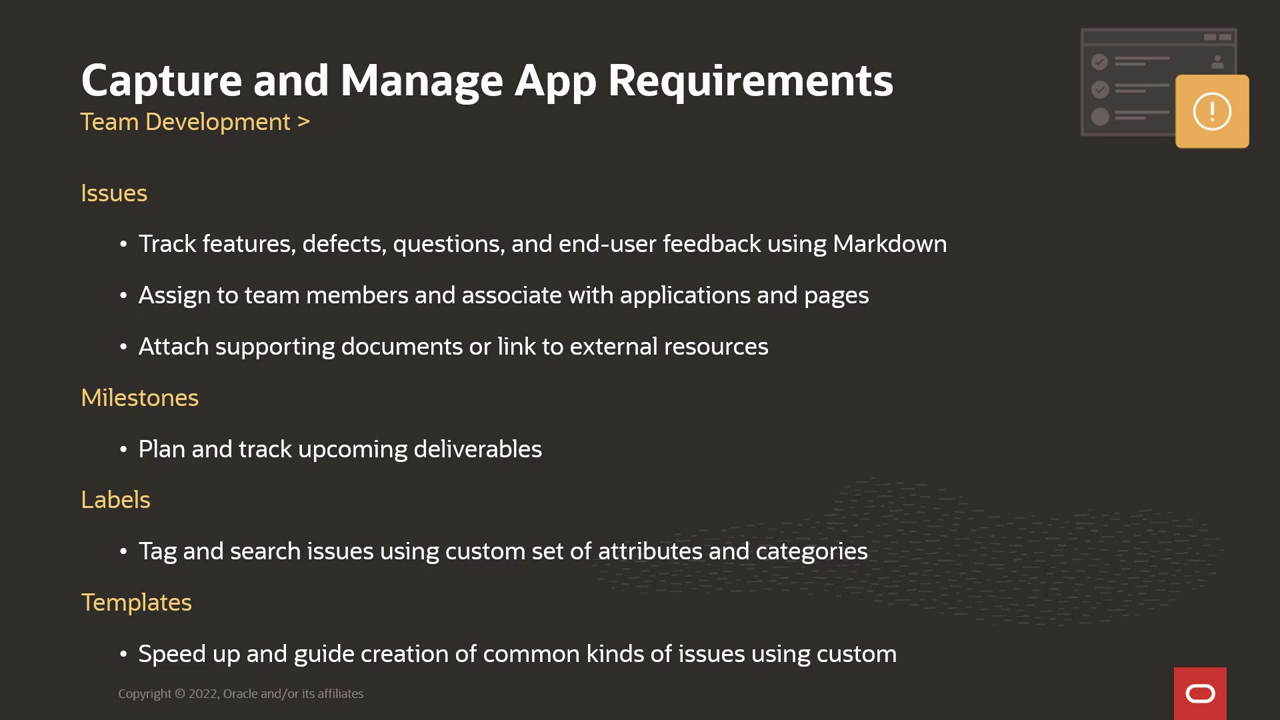 Capture and Manage App Requirements
Team Development >
Issues
• Track features, defects, questions, and end-user feedback using Markdown
• Assign to team members and associate with applications and pages
• Attach supporting documents or link to external resources
Milestones
• Plan and track upcoming deliverables
Labels
• Tag and search issues using custom set of attributes and categories
Templates
• Speed up and guide creation of common kinds of issues using custom
Copyright © 2022, Oracle and/or its affiliates